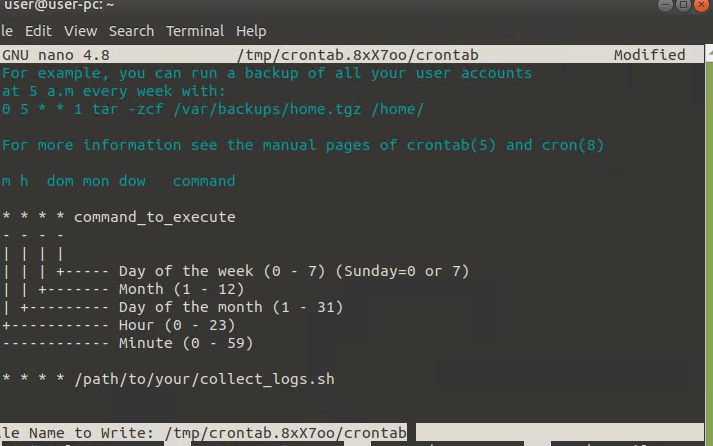 user@user-pc: ~
le Edit View Search Terminal Help
GNU nano 4.8 /tmp/crontab.8xX7oo/crontab Modified
For example, you can run a backup of all your user accounts
at 5 a.m every week with:
0 5 * * 1 tar -zcf /var/backups/home.tgz /home/
For more information see the manual pages of crontab(5) and cron(8)
m h  dom mon dow   command
* * * * command_to_execute
- - - -
| | | |
| | | +----- Day of the week (0 - 7) (Sunday=0 or 7)
| | +------- Month (1 - 12)
| +--------- Day of the month (1 - 31)
+----------- Hour (0 - 23)
------------ Minute (0 - 59)
* * * * /path/to/your/collect_logs.sh
le Name to Write: /tmp/crontab.8xX7oo/crontab